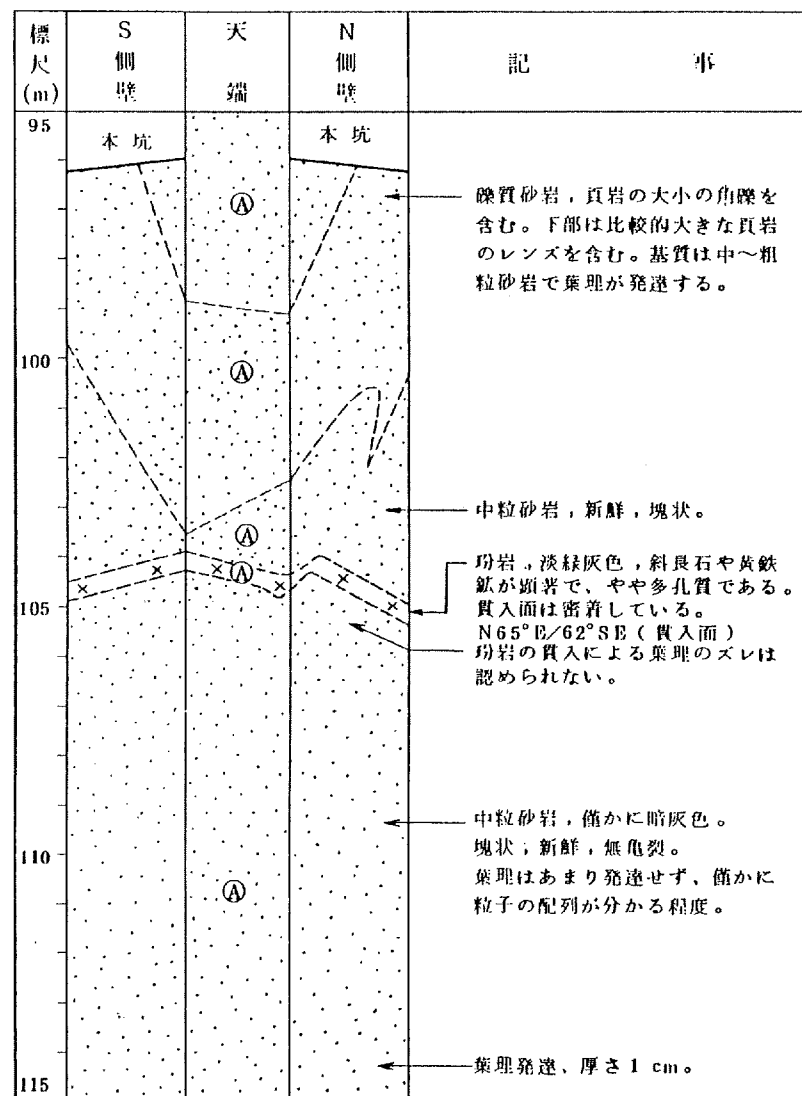 標尺(m)
S側壁
天端
N側壁
記事
95
本坑
本坑
Ⓐ
礫質砂岩,頁岩の大小の角礫を
含む。下部は比較的大きな頁岩
のレンズを含む。基質は中〜粗
粒砂岩で葉理が発達する。
100
Ⓐ
中粒砂岩,新鮮,塊状。
Ⓐ
玢岩,淡緑灰色,斜長石や黄鉄
鉱が顕著で、やや多孔質である。
貫入面は密着している。
N65°E/62°SE(貫入面)
Ⓐ
105
玢岩の貫入による葉理のズレは
認められない。
中粒砂岩,僅かに暗灰色。
塊状,新鮮,無亀裂。
葉理はあまり発達せず、僅かに
粒子の配列が分かる程度。
110
Ⓐ
葉理発達、厚さ1 cm。
115